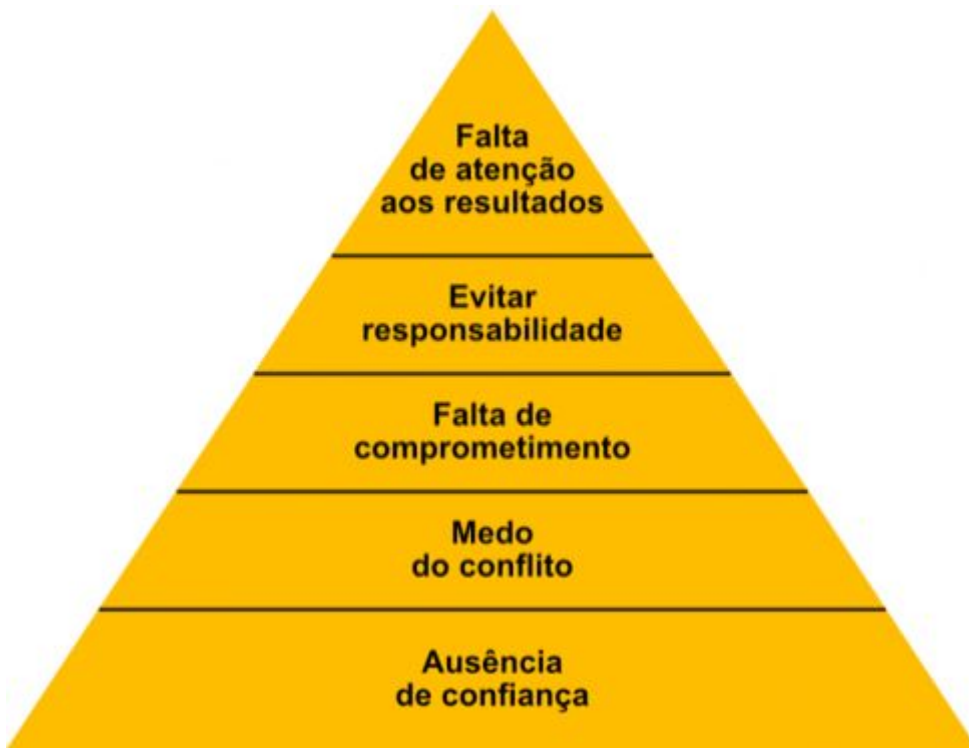 Falta
de atenção
aos resultados
Evitar
responsabilidade
Falta de
comprometimento
Medo
do conflito
Ausência
de confiança